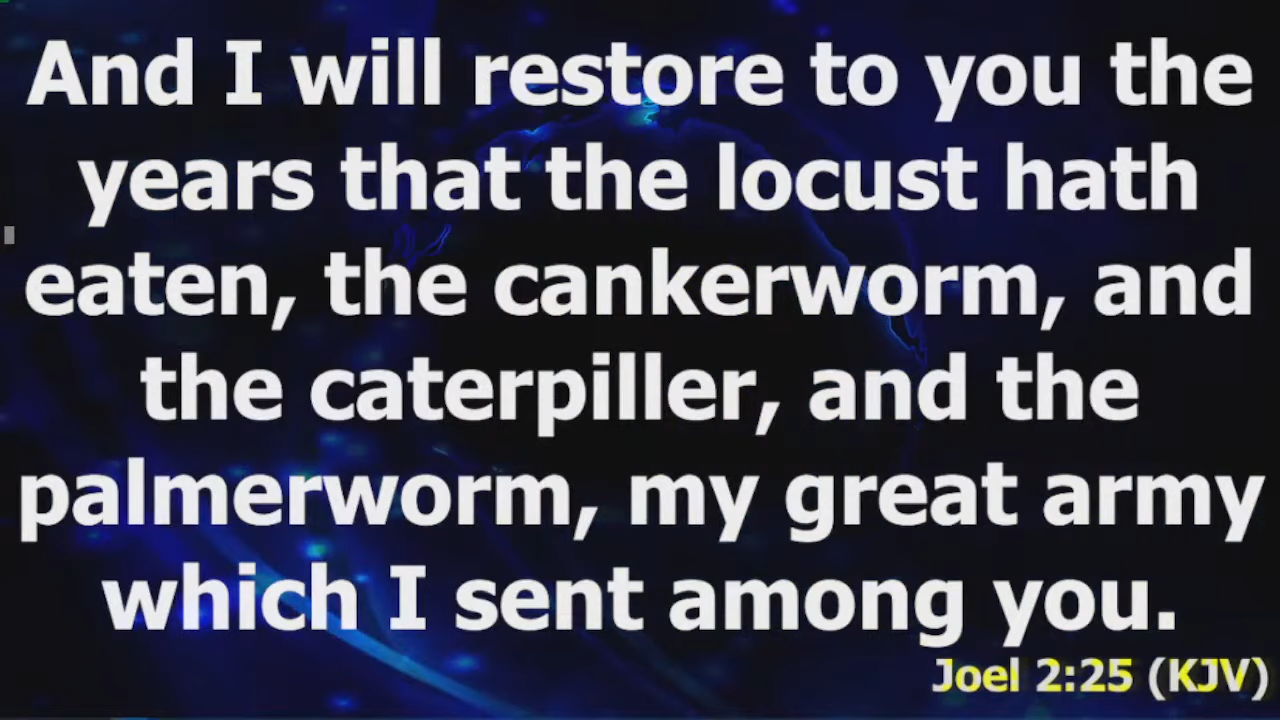 And I will restore to you the
years that the locust hath
eaten, the cankerworm, and
the caterpiller, and the
palmerworm, my great army
which I sent among you.
Joel 2:25 (KJV)